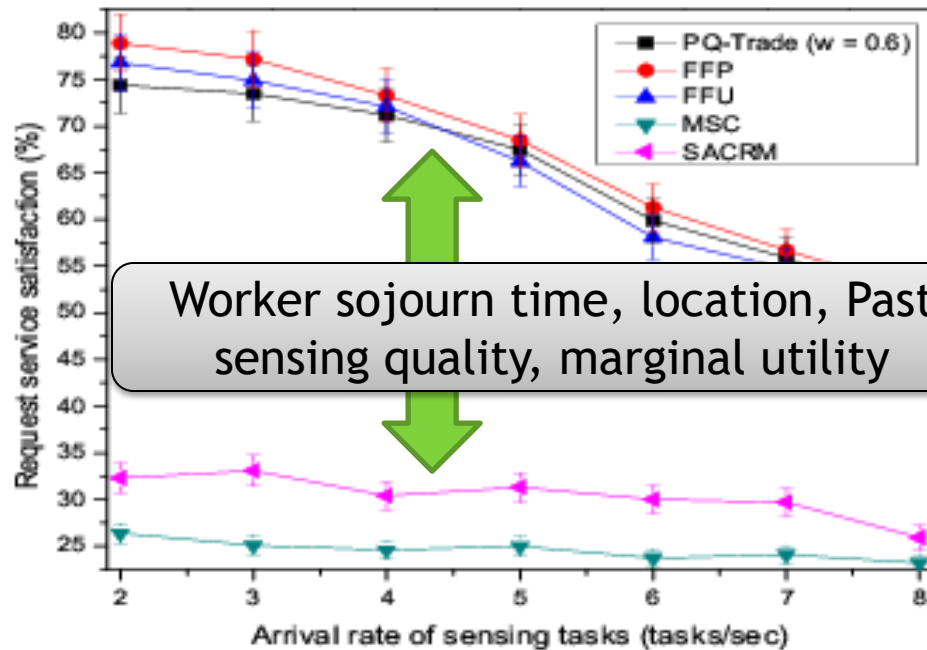 80
75
70
65
60
55
50
45
40
35
30
25
Request service satisfaction (%)
PQ-Trade (w = 0.6)
FFP
FFU
MSC
SACRM
Worker sojourn time, location, Past
sensing quality, marginal utility
2 3 4 5 6 7 8
Arrival rate of sensing tasks (tasks/sec)